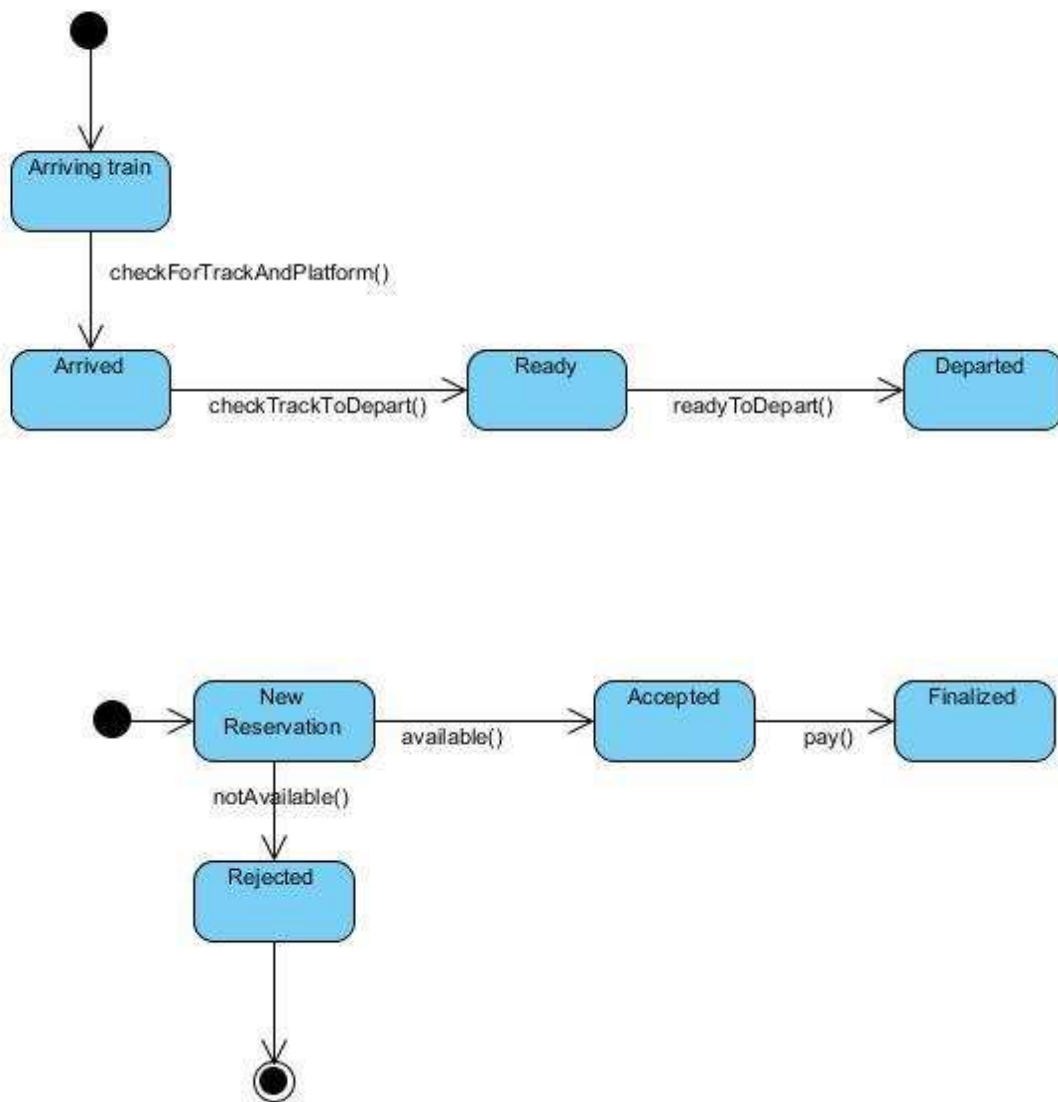 Arriving train
checkForTrackAndPlatform()
Arrived
checkTrackToDepart()
Ready
readyToDepart()
Departed
New
Reservation
available()
Accepted
pay()
Finalized
notAvailable()
Rejected